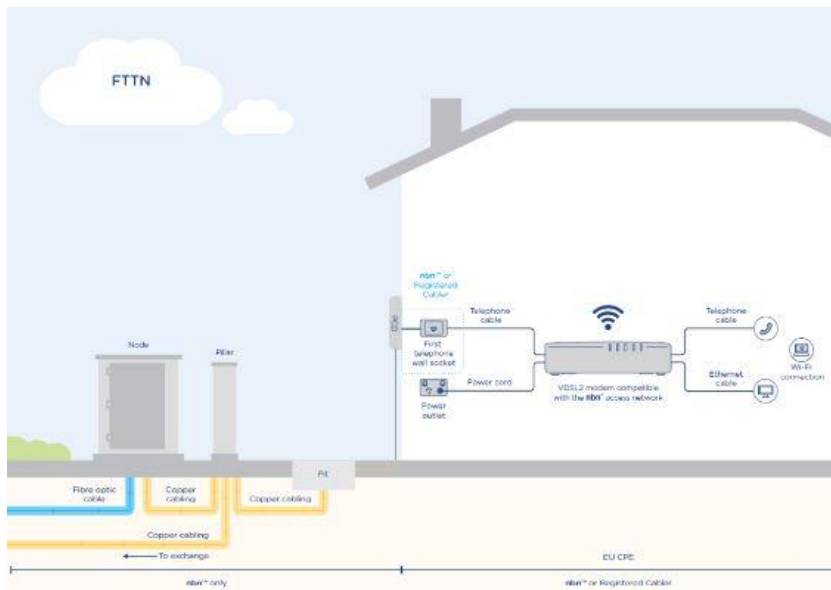 FTTN
nbn™ or
Registered
Cabler
PCD
Telephone
cable
First
telephone
wall socket
Power cord
Power
outlet
VDSL2 modem compatible
with the nbn™ access network
Telephone
cable
Ethernet
cable
Wi-Fi
connection
Node
Pillar
Pit
Fibre optic
cable
Copper
cabling
Copper cabling
Copper cabling
To exchange
EU CPE
nbn™ only
nbn™ or Registered Cabler